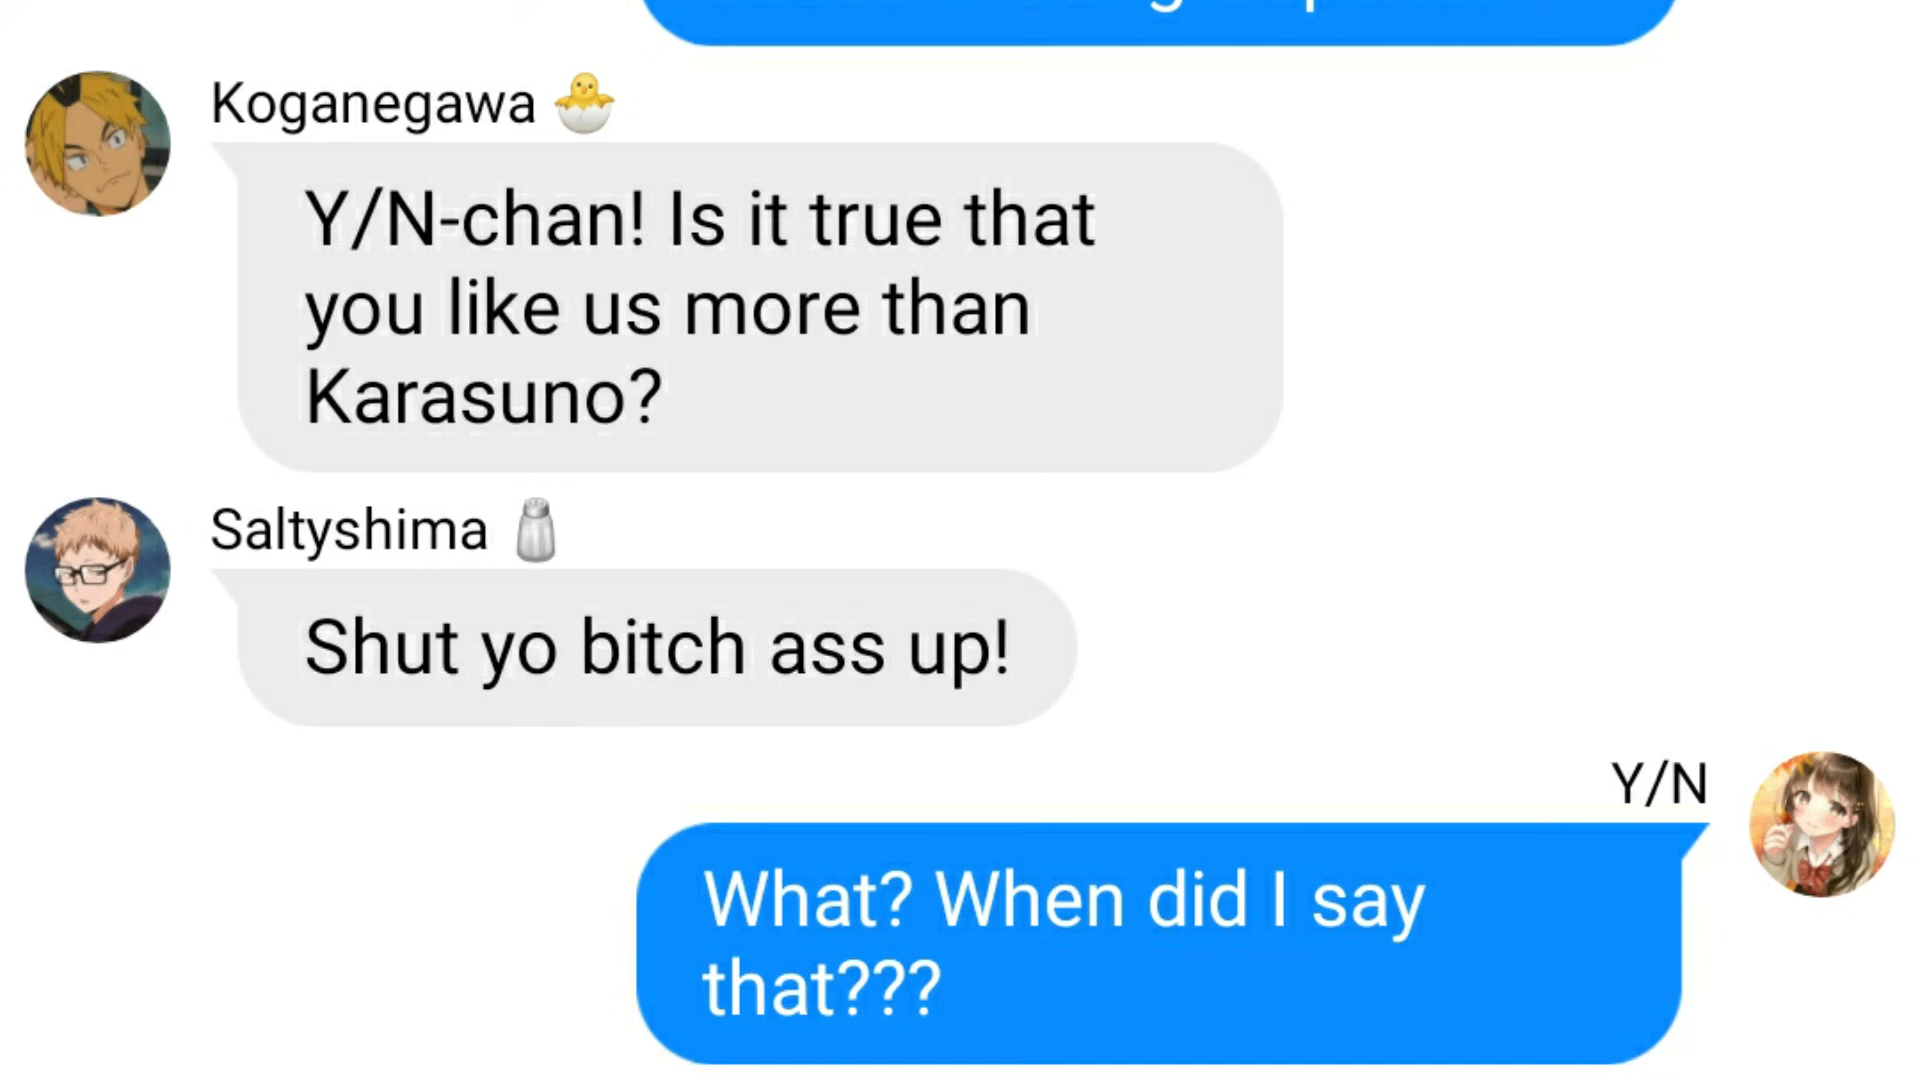 Koganegawa 🐣
Y/N-chan! Is it true that
you like us more than
Karasuno?
Saltyshima 🧂
Shut yo bitch ass up!
Y/N
What? When did I say
that???